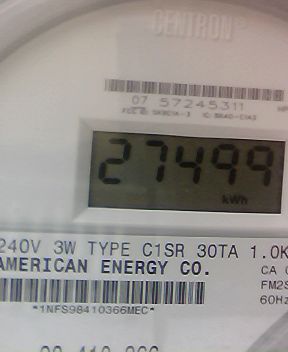 CENTRON®
07 57245311
27499
kWh
240V 3W TYPE C1SR 30TA 1.0K
AMERICAN ENERGY CO.
CA
FM2S
60Hz
*1NFS98410366MEC*